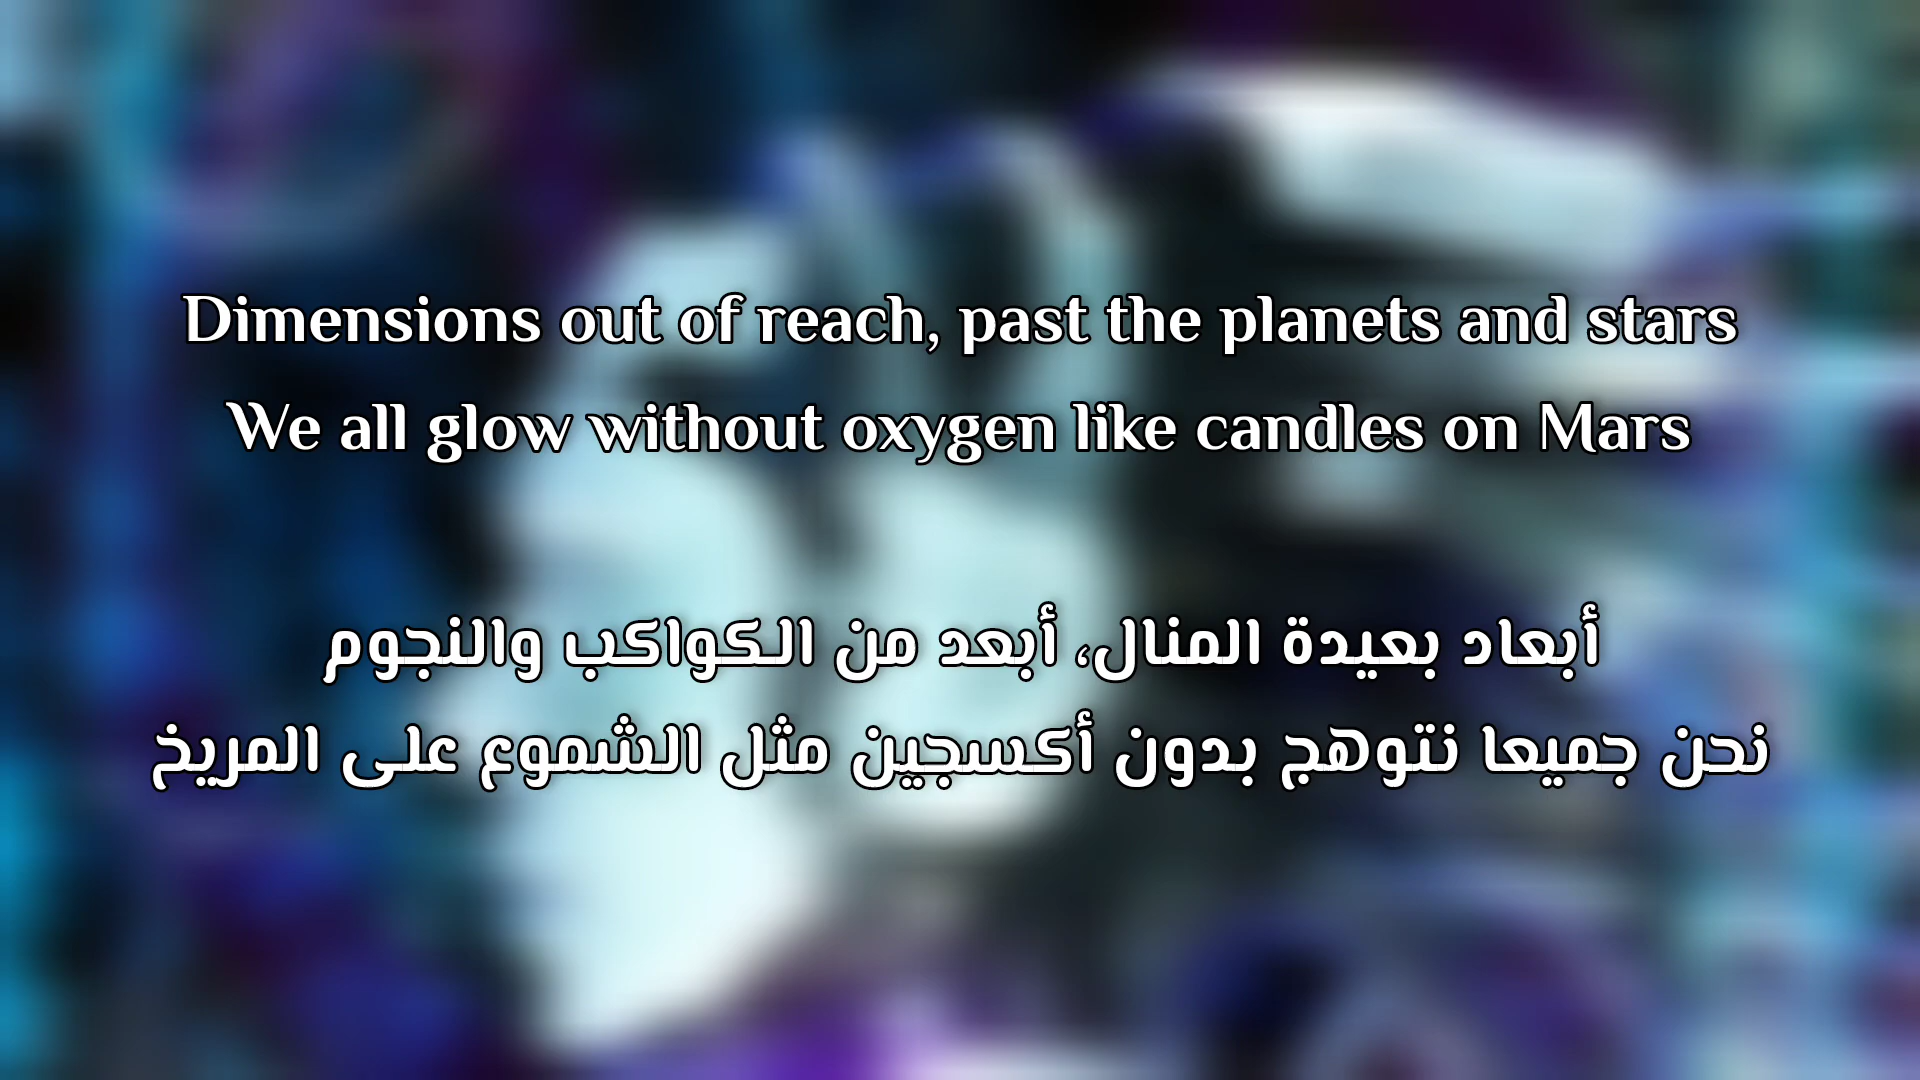 Dimensions out of reach, past the planets and stars
We all glow without oxygen like candles on Mars
أبعاد بعيدة المنال، أبعد من الكواكب والنجوم
نحن جميعا نتوهج بدون أكسجين مثل الشموع على المريخ